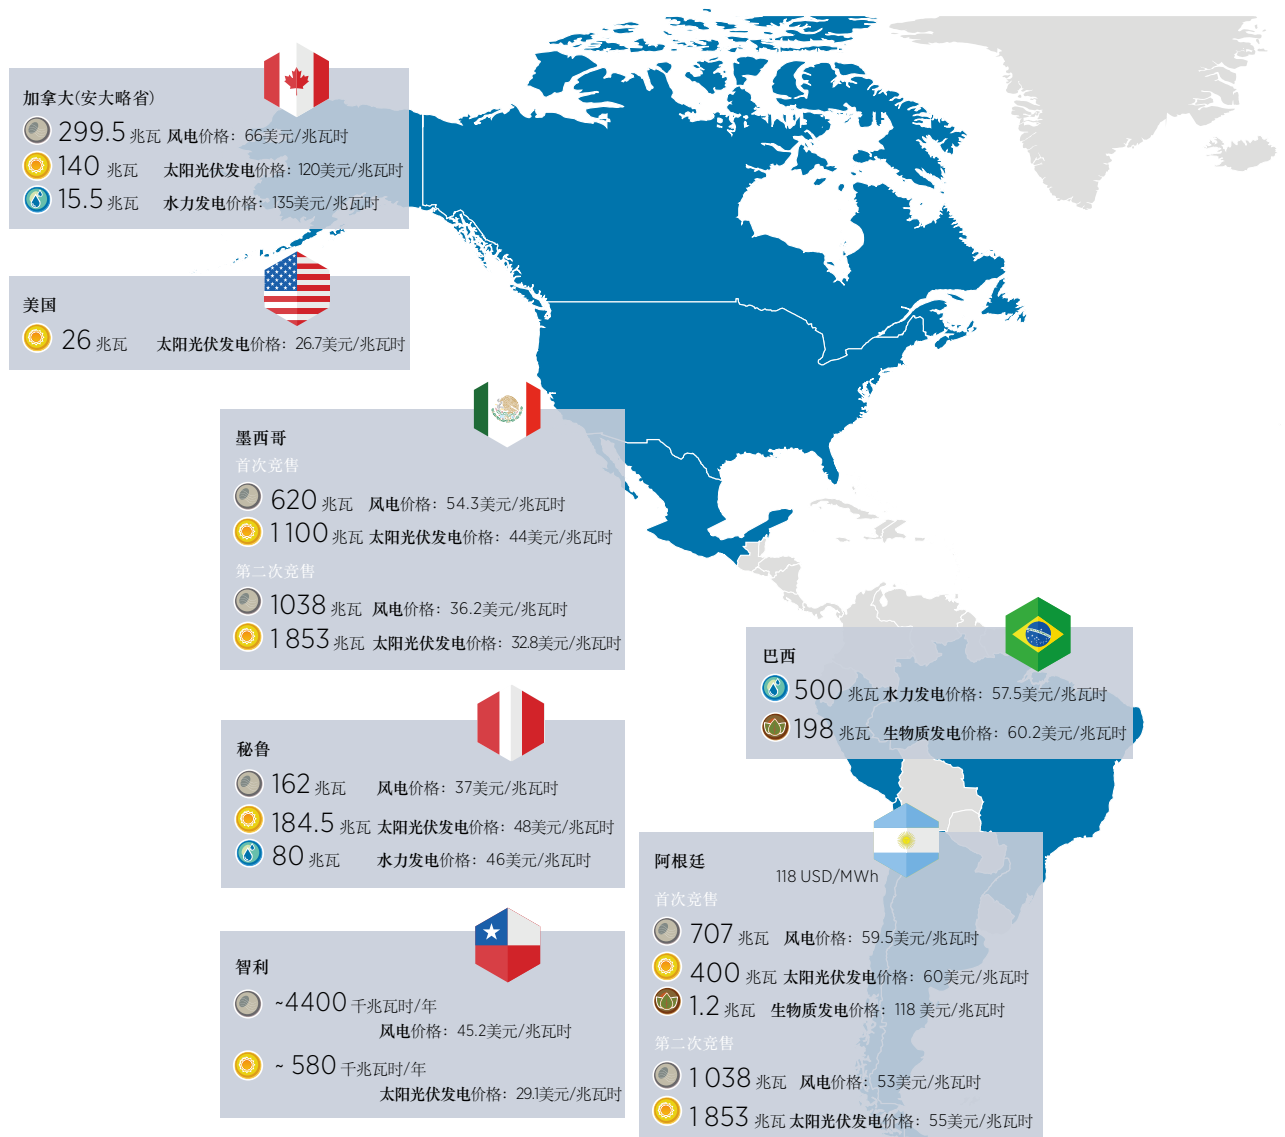 加拿大(安大略省)
299.5 兆瓦 风电价格：66美元/兆瓦时
140 兆瓦 太阳光伏发电价格：120美元/兆瓦时
15.5 兆瓦 水力发电价格：135美元/兆瓦时
美国
26 兆瓦 太阳光伏发电价格：26.7美元/兆瓦时
墨西哥
首次竞售
620 兆瓦 风电价格：54.3美元/兆瓦时
1 100 兆瓦 太阳光伏发电价格：44美元/兆瓦时
第二次竞售
1038 兆瓦 风电价格：36.2美元/兆瓦时
1 853 兆瓦 太阳光伏发电价格：32.8美元/兆瓦时
巴西
500 兆瓦 水力发电价格：57.5美元/兆瓦时
198 兆瓦 生物质发电价格：60.2美元/兆瓦时
秘鲁
162 兆瓦 风电价格：37美元/兆瓦时
184.5 兆瓦 太阳光伏发电价格：48美元/兆瓦时
80 兆瓦 水力发电价格：46美元/兆瓦时
智利
~4400 千兆瓦时/年
风电价格：45.2美元/兆瓦时
~ 580 千兆瓦时/年
太阳光伏发电价格：29.1美元/兆瓦时
阿根廷
118 USD/MWh
首次竞售
707 兆瓦 风电价格：59.5美元/兆瓦时
400 兆瓦 太阳光伏发电价格：60美元/兆瓦时
1.2 兆瓦 生物质发电价格：118 美元/兆瓦时
第二次竞售
1 038 兆瓦 风电价格：53美元/兆瓦时
1 853 兆瓦 太阳光伏发电价格：55美元/兆瓦时